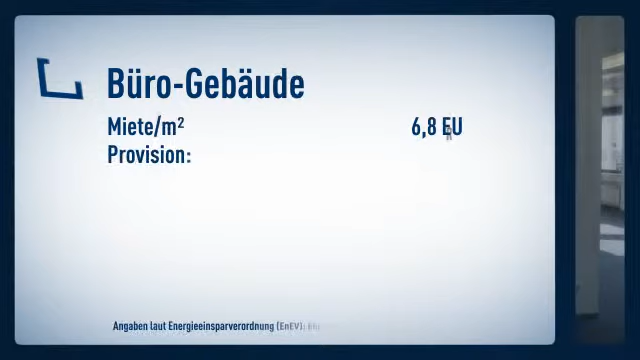 Büro-Gebäude
Miete/m²
6,8 EU
Provision:
Angaben laut Energieeinsparverordnung (EnEV):